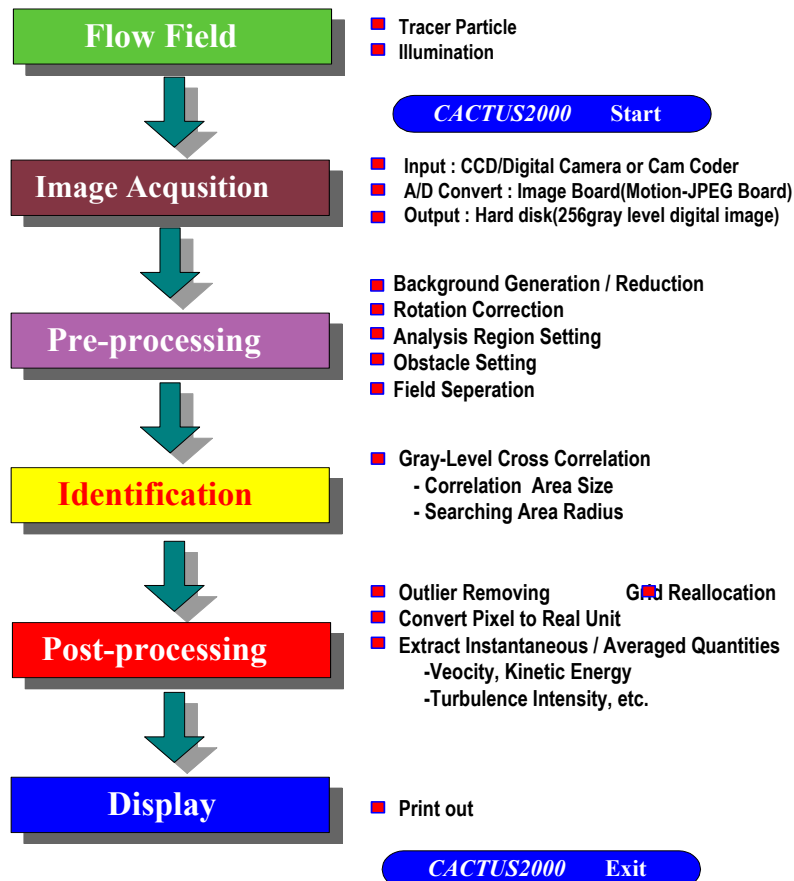 Flow Field
Tracer Particle
Illumination
CACTUS2000 Start
Image Acqusition
Input : CCD/Digital Camera or Cam Coder
A/D Convert : Image Board(Motion-JPEG Board)
Output : Hard disk(256gray level digital image)
Pre-processing
Background Generation / Reduction
Rotation Correction
Analysis Region Setting
Obstacle Setting
Field Seperation
Identification
Gray-Level Cross Correlation
- Correlation Area Size
- Searching Area Radius
Post-processing
Outlier Removing Grid Reallocation
Convert Pixel to Real Unit
Extract Instantaneous / Averaged Quantities
-Veocity, Kinetic Energy
-Turbulence Intensity, etc.
Display
Print out
CACTUS2000 Exit